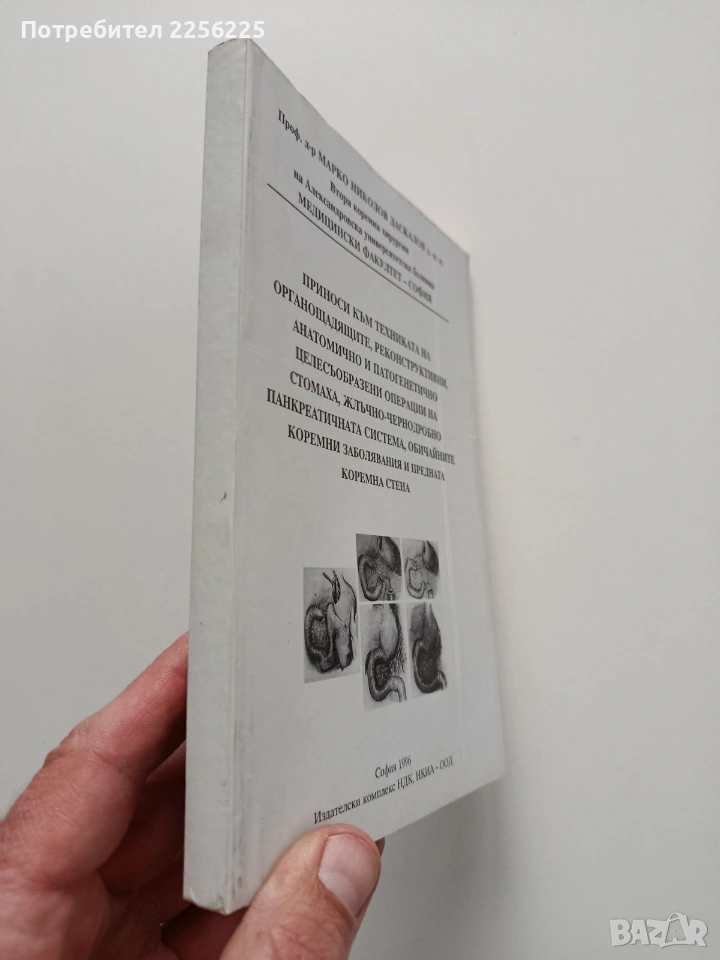 Потребител 2256225
Проф. д-р МАРКО НИКОЛОВ ДАСКАЛОВ д. м. н.
Втора коремна хирургия
на Александровска университетска болница
МЕДИЦИНСКИ ФАКУЛТЕТ – СОФИЯ
ПРИНОСИ КЪМ ТЕХНИКАТА НА
ОРГАНОЩАДЯЩИТЕ, РЕКОНСТРУКТИВНИ,
АНАТОМИЧНО И ПАТОГЕНЕТИЧНО
ЦЕЛЕСЪОБРАЗЕНИ ОПЕРАЦИИ НА
СТОМАХА, ЖЛЪЧНО-ЧЕРНОДРОБНО
ПАНКРЕАТИЧНАТА СИСТЕМА, ОБИЧАЙНИТЕ
КОРЕМНИ ЗАБОЛЯВАНИЯ И ПРЕДНАТА
КОРЕМНА СТЕНА
София 1996
Издателски комплекс НДК, НКИА – ООД
BAZAR